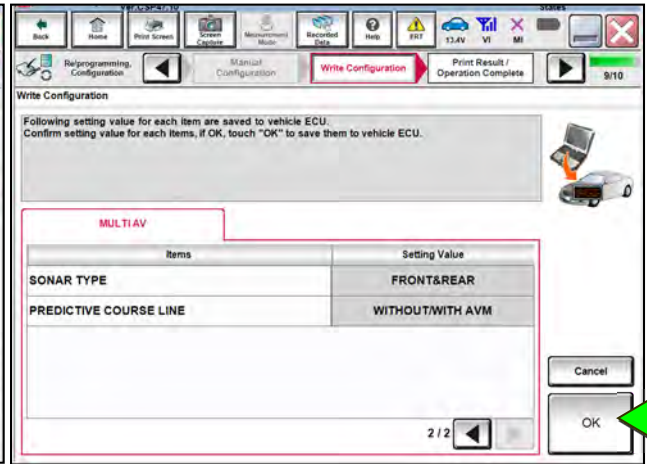 Ver.CSP47.10
States
Back
Home
Print Screen
Screen Capture
Measurement Mode
Recorded Data
Help
ERT
13.4V
VI
MI
Re/programming, Configuration
Manual Configuration
Write Configuration
Print Result / Operation Complete
9/10
Write Configuration
Following setting value for each item are saved to vehicle ECU.
Confirm setting value for each items, if OK, touch "OK" to save them to vehicle ECU.
MULTI AV
Items
Setting Value
SONAR TYPE
FRONT&REAR
PREDICTIVE COURSE LINE
WITHOUT/WITH AVM
Cancel
2/2
OK